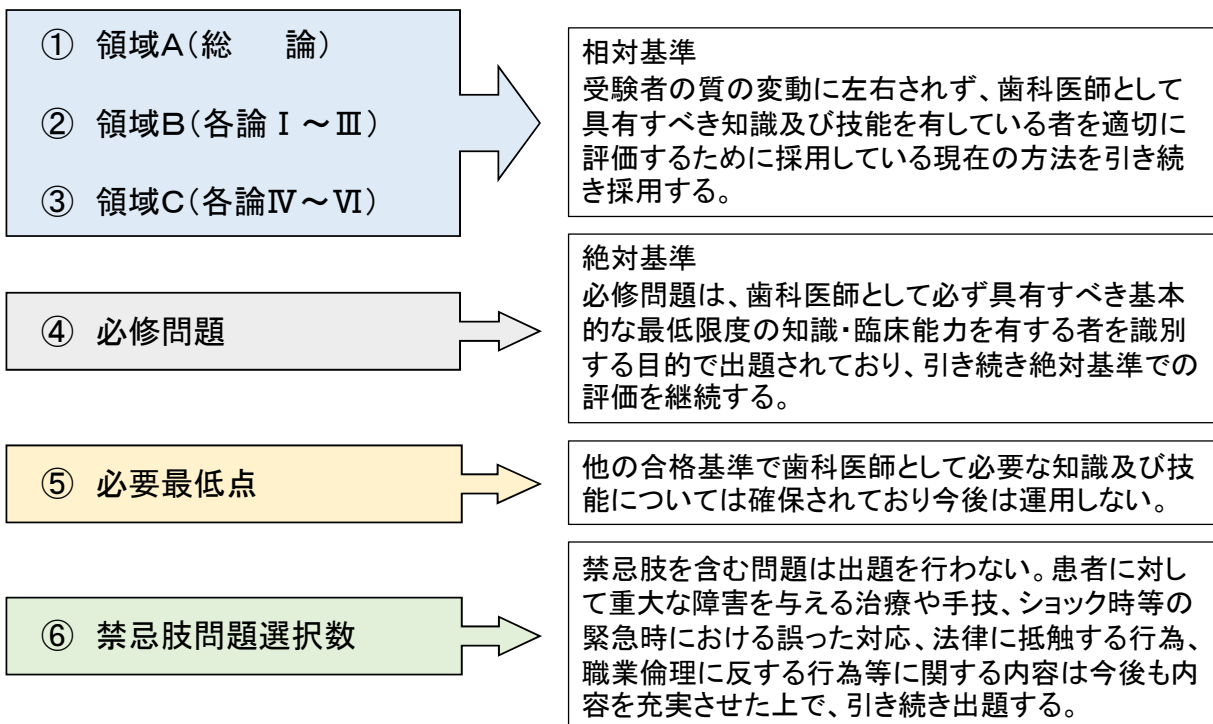 ① 領域A(総　　論)
② 領域B(各論Ⅰ～Ⅲ)
③ 領域C(各論Ⅳ～Ⅵ)
相対基準
受験者の質の変動に左右されず、歯科医師として
具有すべき知識及び技能を有している者を適切に
評価するために採用している現在の方法を引き続
き採用する。
④ 必修問題
絶対基準
必修問題は、歯科医師として必ず具有すべき基本
的な最低限度の知識・臨床能力を有する者を識別
する目的で出題されており、引き続き絶対基準での
評価を継続する。
⑤ 必要最低点
他の合格基準で歯科医師として必要な知識及び技
能については確保されており今後は運用しない。
⑥ 禁忌肢問題選択数
禁忌肢を含む問題は出題を行わない。患者に対し
て重大な障害を与える治療や手技、ショック時等の
緊急時における誤った対応、法律に抵触する行為、
職業倫理に反する行為等に関する内容は今後も内
容を充実させた上で、引き続き出題する。